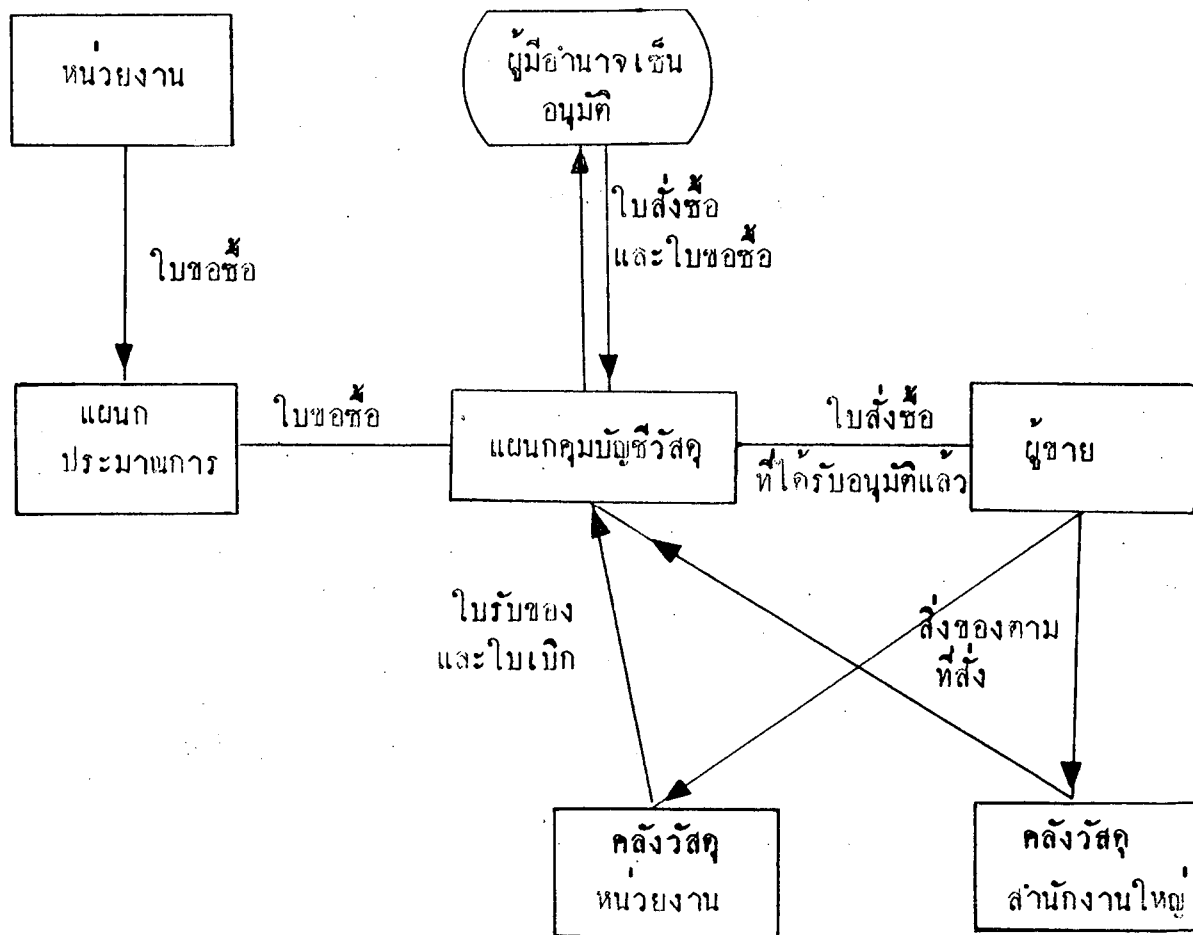 หน่วยงาน
ผู้มีอำนาจเซ็น
อนุมัติ
ใบสั่งซื้อ
และใบขอซื้อ
ใบขอซื้อ
แผนก
ประมาณการ
ใบขอซื้อ
แผนกคุมบัญชีวัสดุ
ใบสั่งซื้อ
ที่ได้รับอนุมัติแล้ว
ผู้ขาย
ใบรับของ
และใบเบิก
สิ่งของตาม
ที่สั่ง
คลังวัสดุ
หน่วยงาน
คลังวัสดุ
สำนักงานใหญ่